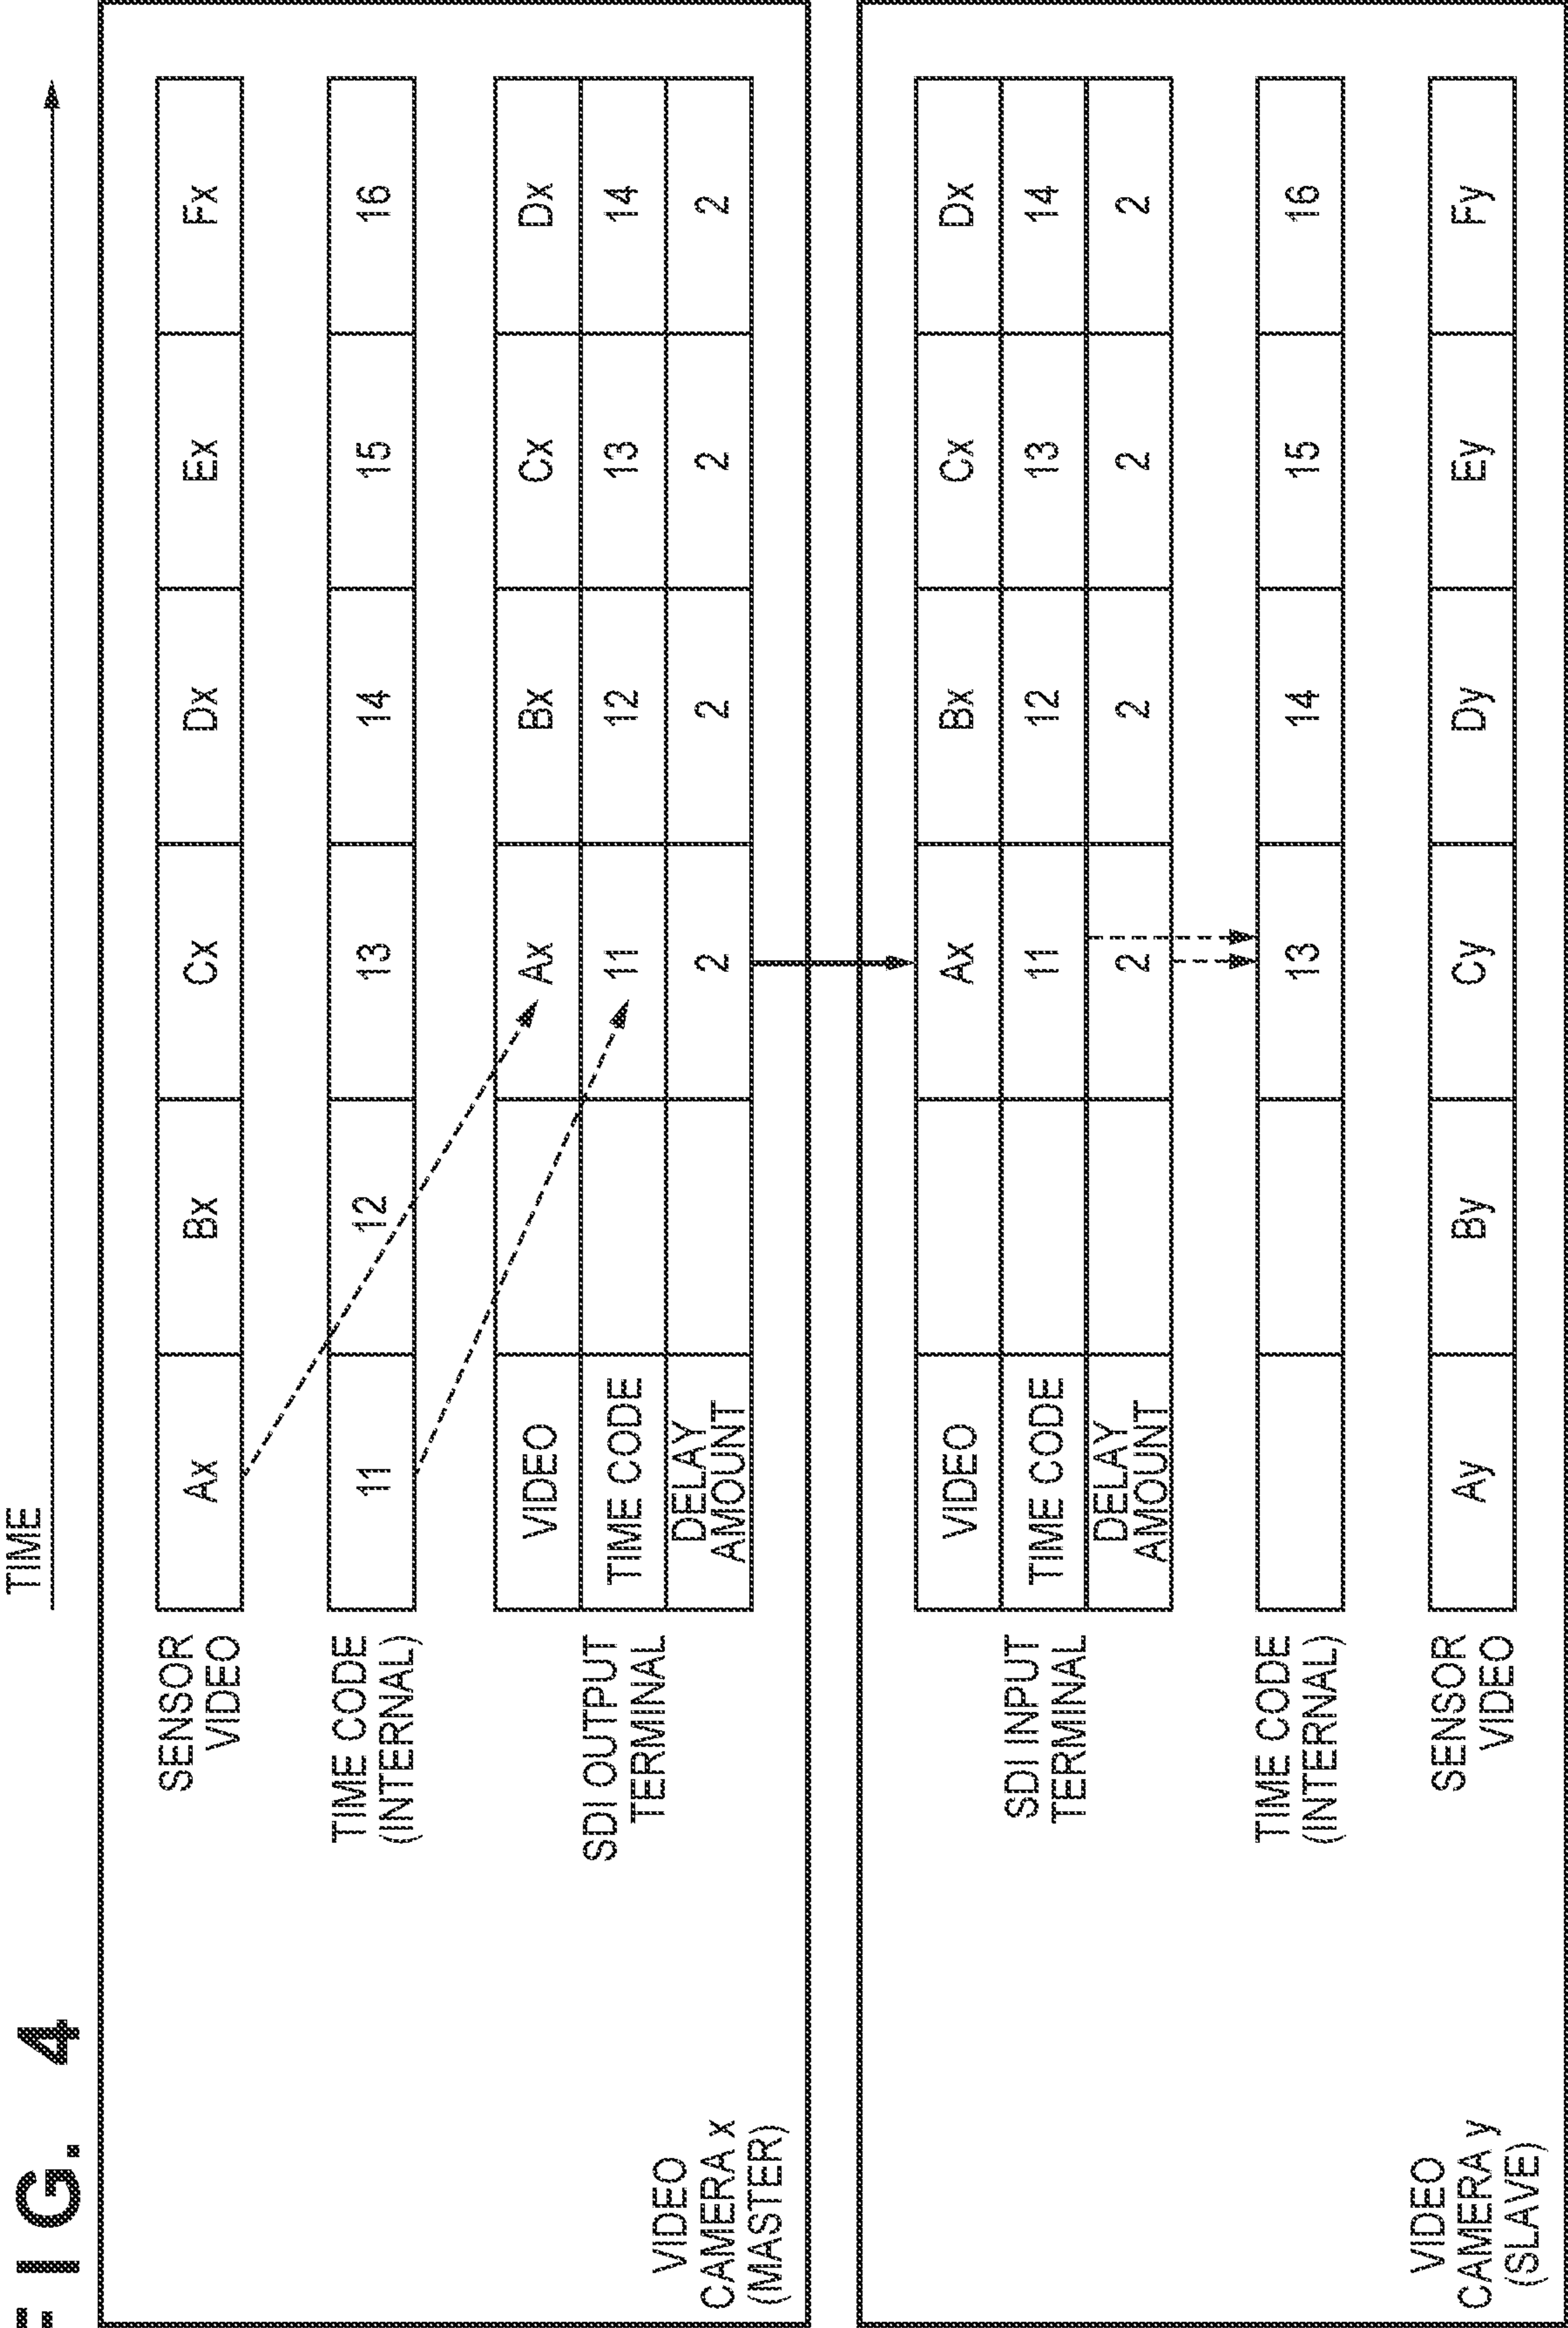 FIG. 4
TIME
SENSOR
VIDEO
Ax Bx Cx Dx Ex Fx
TIME CODE
(INTERNAL)
11 12 13 14 15 16
SDI OUTPUT
TERMINAL
VIDEO Ax Bx Cx Dx
TIME CODE 11 12 13 14
DELAY
AMOUNT
2 2 2 2
VIDEO
CAMERA x
(MASTER)
SDI INPUT
TERMINAL
VIDEO Ax Bx Cx Dx
TIME CODE 11 12 13 14
DELAY
AMOUNT
2 2 2 2
TIME CODE
(INTERNAL)
13 14 15 16
SENSOR
VIDEO
Ay By Cy Dy Ey Fy
VIDEO
CAMERA y
(SLAVE)